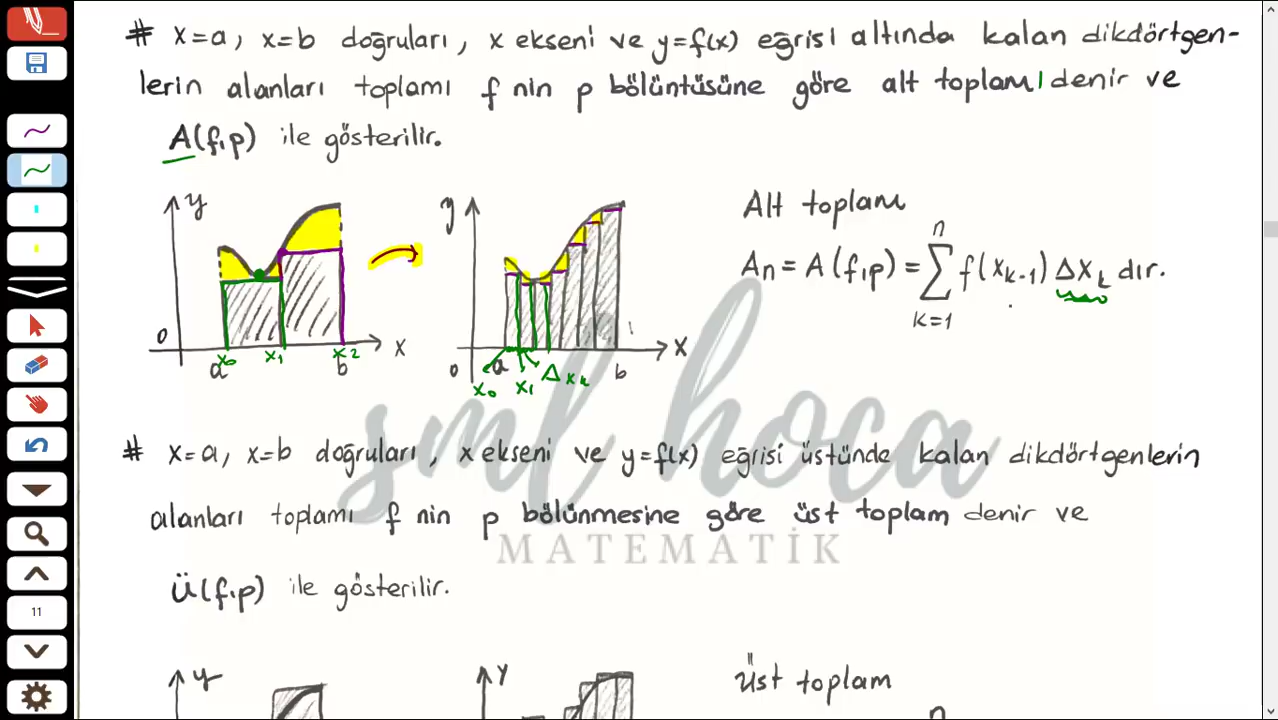 # x=a, x=b doğruları, x ekseni ve y=f(x) eğrisi altında kalan dikdörtgen-
lerin alanları toplamı f nin p bölüntüsüne göre alt toplamı denir ve
A(f,p) ile gösterilir.
y
0
x₀
x₁
x₂
a
b
x
y
0
a
b
x
x₀
x₁
Δxₖ
Alt toplam
Aₙ = A(f,p) = ∑ₖ₌₁ⁿ f(xₖ₋₁) Δxₖ dır.
sml hoca
MATEMATİK
# x=a, x=b doğruları, x ekseni ve y=f(x) eğrisi üstünde kalan dikdörtgenlerin
alanları toplamı f nin p bölünmesine göre üst toplam denir ve
Ü(f,p) ile gösterilir.
y
y
üst toplam
n
11